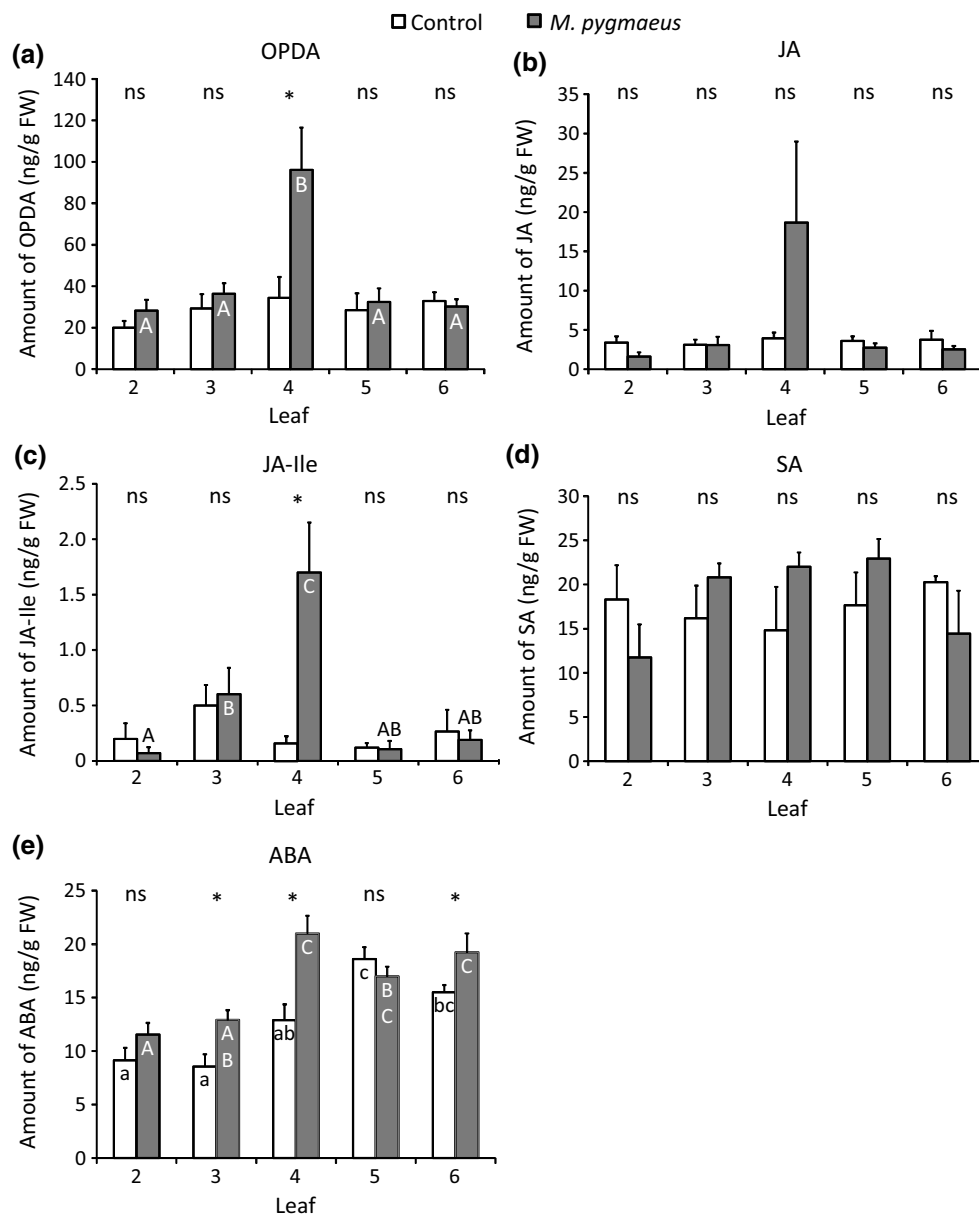 Control M. pygmaeus
(a) OPDA
ns ns * ns ns
Amount of OPDA (ng/g FW)
140
120
100
80
60
40
20
0
A A B A A
2 3 4 5 6
Leaf
(b) JA
ns ns ns ns ns
Amount of JA (ng/g FW)
35
30
25
20
15
10
5
0
2 3 4 5 6
Leaf
(c) JA-Ile
ns ns * ns ns
Amount of JA-Ile (ng/g FW)
2.5
2.0
1.5
1.0
0.5
0
A B C AB AB
2 3 4 5 6
Leaf
(d) SA
ns ns ns ns ns
Amount of SA (ng/g FW)
30
25
20
15
10
5
0
2 3 4 5 6
Leaf
(e) ABA
ns * * ns *
Amount of ABA (ng/g FW)
25
20
15
10
5
0
a A a A B ab C c B C bc C
2 3 4 5 6
Leaf